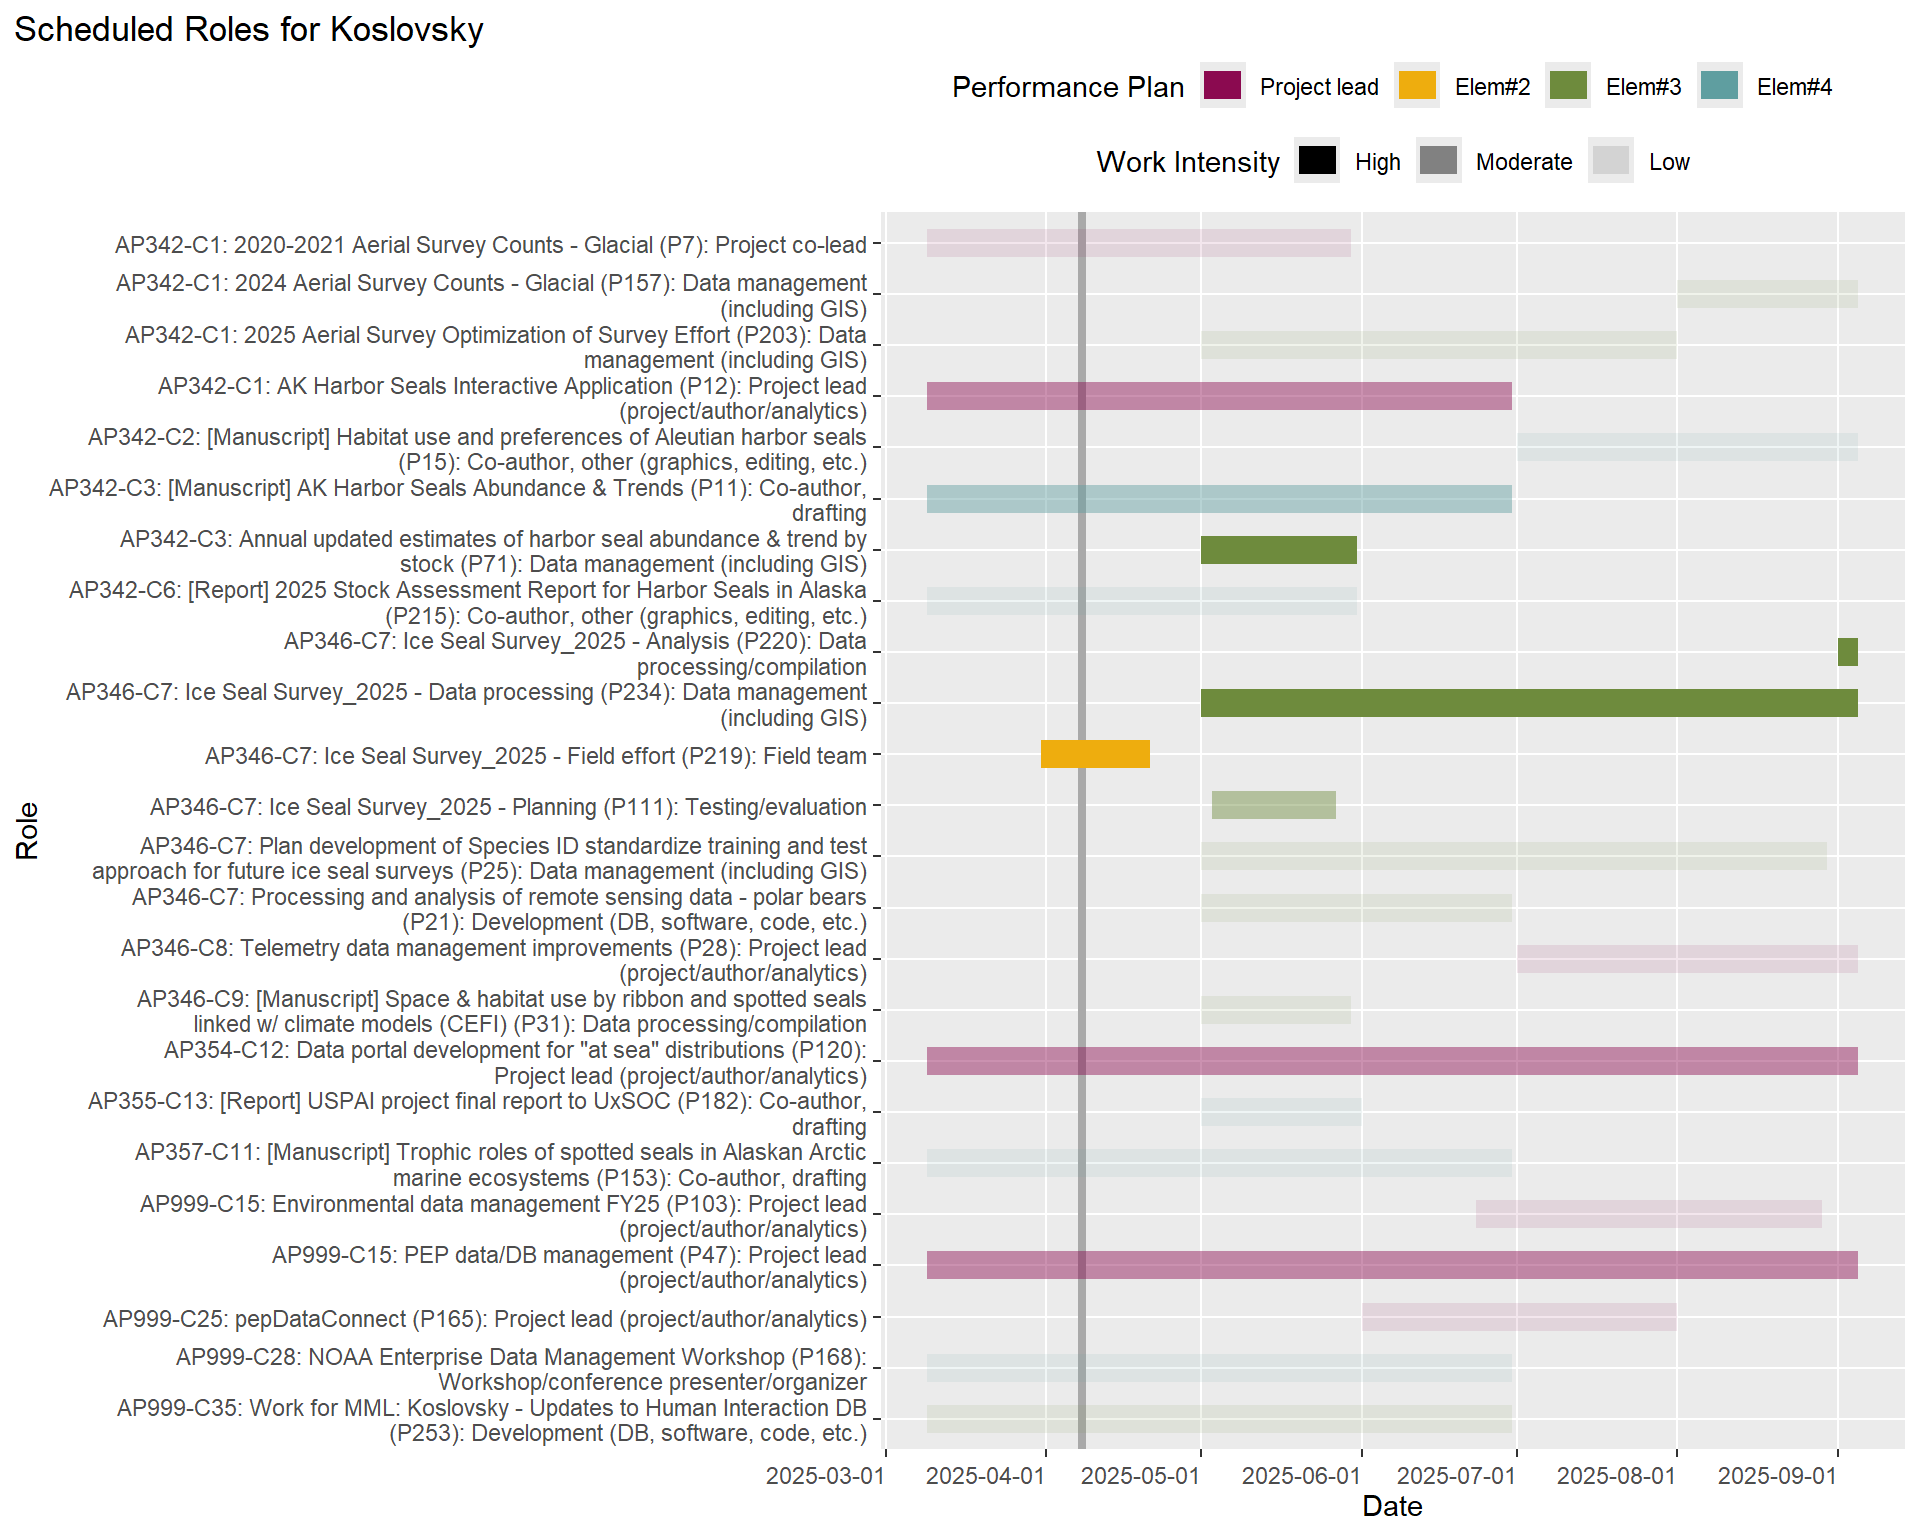 Scheduled Roles for Koslovsky
Performance Plan Project lead Elem#2 Elem#3 Elem#4
Work Intensity High Moderate Low
AP342-C1: 2020-2021 Aerial Survey Counts - Glacial (P7): Project co-lead
AP342-C1: 2024 Aerial Survey Counts - Glacial (P157): Data management
(including GIS)
AP342-C1: 2025 Aerial Survey Optimization of Survey Effort (P203): Data
management (including GIS)
AP342-C1: AK Harbor Seals Interactive Application (P12): Project lead
(project/author/analytics)
AP342-C2: [Manuscript] Habitat use and preferences of Aleutian harbor seals
(P15): Co-author, other (graphics, editing, etc.)
AP342-C3: [Manuscript] AK Harbor Seals Abundance & Trends (P11): Co-author,
drafting
AP342-C3: Annual updated estimates of harbor seal abundance & trend by
stock (P71): Data management (including GIS)
AP342-C6: [Report] 2025 Stock Assessment Report for Harbor Seals in Alaska
(P215): Co-author, other (graphics, editing, etc.)
AP346-C7: Ice Seal Survey_2025 - Analysis (P220): Data
processing/compilation
AP346-C7: Ice Seal Survey_2025 - Data processing (P234): Data management
(including GIS)
AP346-C7: Ice Seal Survey_2025 - Field effort (P219): Field team
AP346-C7: Ice Seal Survey_2025 - Planning (P111): Testing/evaluation
AP346-C7: Plan development of Species ID standardize training and test
approach for future ice seal surveys (P25): Data management (including GIS)
AP346-C7: Processing and analysis of remote sensing data - polar bears
(P21): Development (DB, software, code, etc.)
AP346-C8: Telemetry data management improvements (P28): Project lead
(project/author/analytics)
AP346-C9: [Manuscript] Space & habitat use by ribbon and spotted seals
linked w/ climate models (CEFI) (P31): Data processing/compilation
AP354-C12: Data portal development for "at sea" distributions (P120):
Project lead (project/author/analytics)
AP355-C13: [Report] USPAI project final report to UxSOC (P182): Co-author,
drafting
AP357-C11: [Manuscript] Trophic roles of spotted seals in Alaskan Arctic
marine ecosystems (P153): Co-author, drafting
AP999-C15: Environmental data management FY25 (P103): Project lead
(project/author/analytics)
AP999-C15: PEP data/DB management (P47): Project lead
(project/author/analytics)
AP999-C25: pepDataConnect (P165): Project lead (project/author/analytics)
AP999-C28: NOAA Enterprise Data Management Workshop (P168):
Workshop/conference presenter/organizer
AP999-C35: Work for MML: Koslovsky - Updates to Human Interaction DB
(P253): Development (DB, software, code, etc.)
Role
2025-03-01 2025-04-01 2025-05-01 2025-06-01 2025-07-01 2025-08-01 2025-09-01
Date